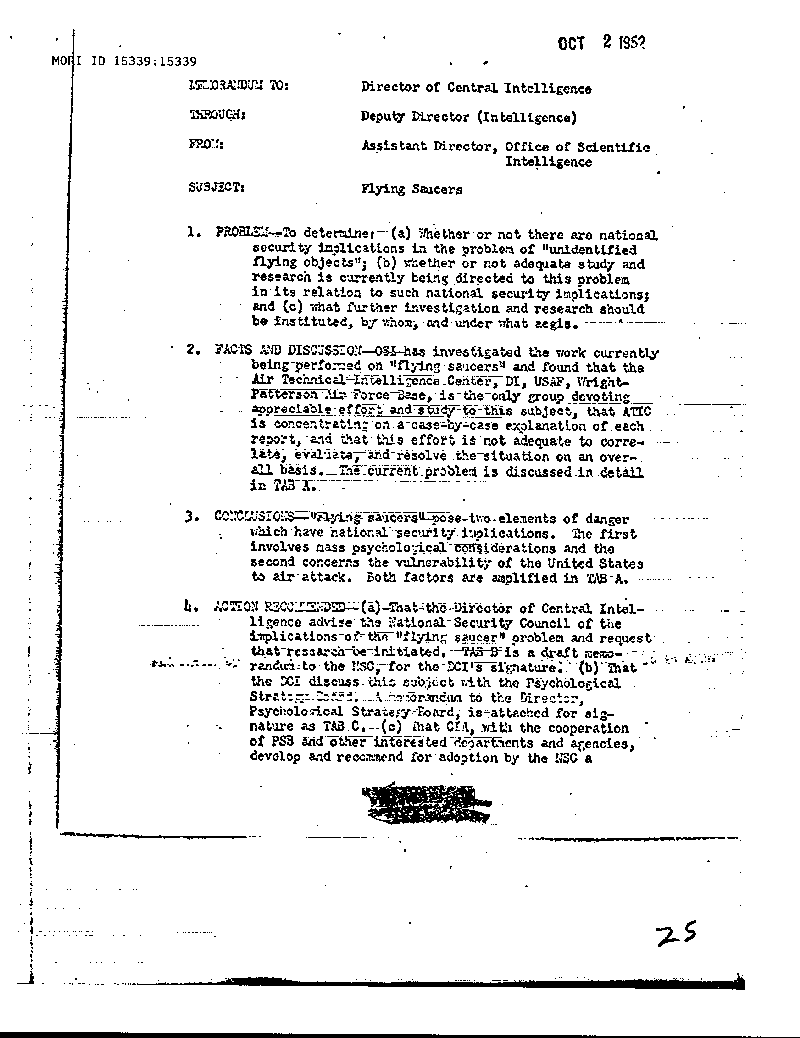 OCT 2 1952
MORI ID 15339:15339
MEMORANDUM TO: Director of Central Intelligence
THROUGH: Deputy Director (Intelligence)
FROM: Assistant Director, Office of Scientific
Intelligence
SUBJECT: Flying Saucers
1. PROBLEM--To determine: (a) Whether or not there are national
security implications in the problem of "unidentified
flying objects"; (b) whether or not adequate study and
research is currently being directed to this problem
in its relation to such national security implications;
and (c) what further investigation and research should
be instituted, by whom, and under what aegis.
2. FACTS AND DISCUSSION--OSI has investigated the work currently
being performed on "flying saucers" and found that the
Air Technical Intelligence Center, DI, USAF, Wright-
Patterson Air Force Base, is the only group devoting
appreciable effort and study to this subject, that ATIC
is concentrating on a case-by-case explanation of each
report, and that this effort is not adequate to corre-
late, evaluate, and resolve the situation on an over-
all basis. The current problem is discussed in detail
in TAB A.
3. CONCLUSIONS--"Flying saucers" pose two elements of danger
which have national security implications. The first
involves mass psychological considerations and the
second concerns the vulnerability of the United States
to air attack. Both factors are amplified in TAB A.
4. ACTION RECOMMENDED--(a) That the Director of Central Intel-
ligence advise the National Security Council of the
implications of the "flying saucer" problem and request
that research be initiated. TAB B is a draft memo-
randum to the NSC, for the DCI's signature. (b) That
the DCI discuss this subject with the Psychological
Strategy Board. A memorandum to the Director,
Psychological Strategy Board, is attached for sig-
nature as TAB C. (c) That CIA, with the cooperation
of PSB and other interested departments and agencies,
develop and recommend for adoption by the NSC a
25